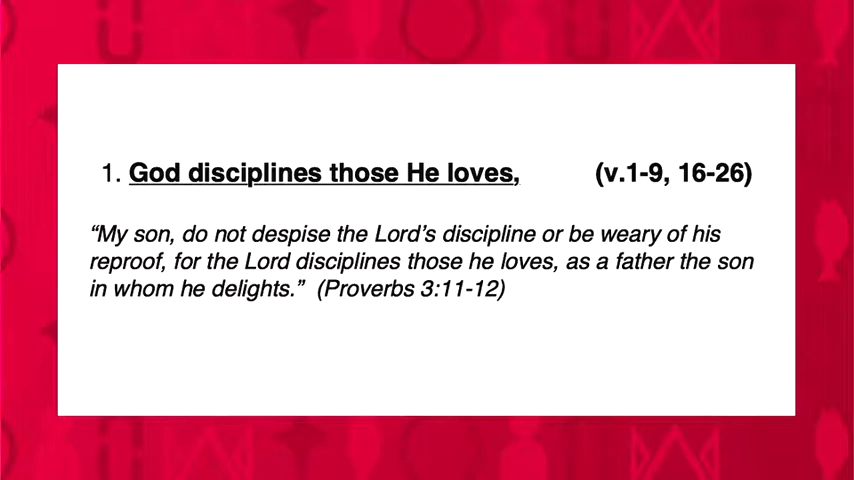 1. God disciplines those He loves, (v.1-9, 16-26)
“My son, do not despise the Lord’s discipline or be weary of his
reproof, for the Lord disciplines those he loves, as a father the son
in whom he delights.” (Proverbs 3:11-12)